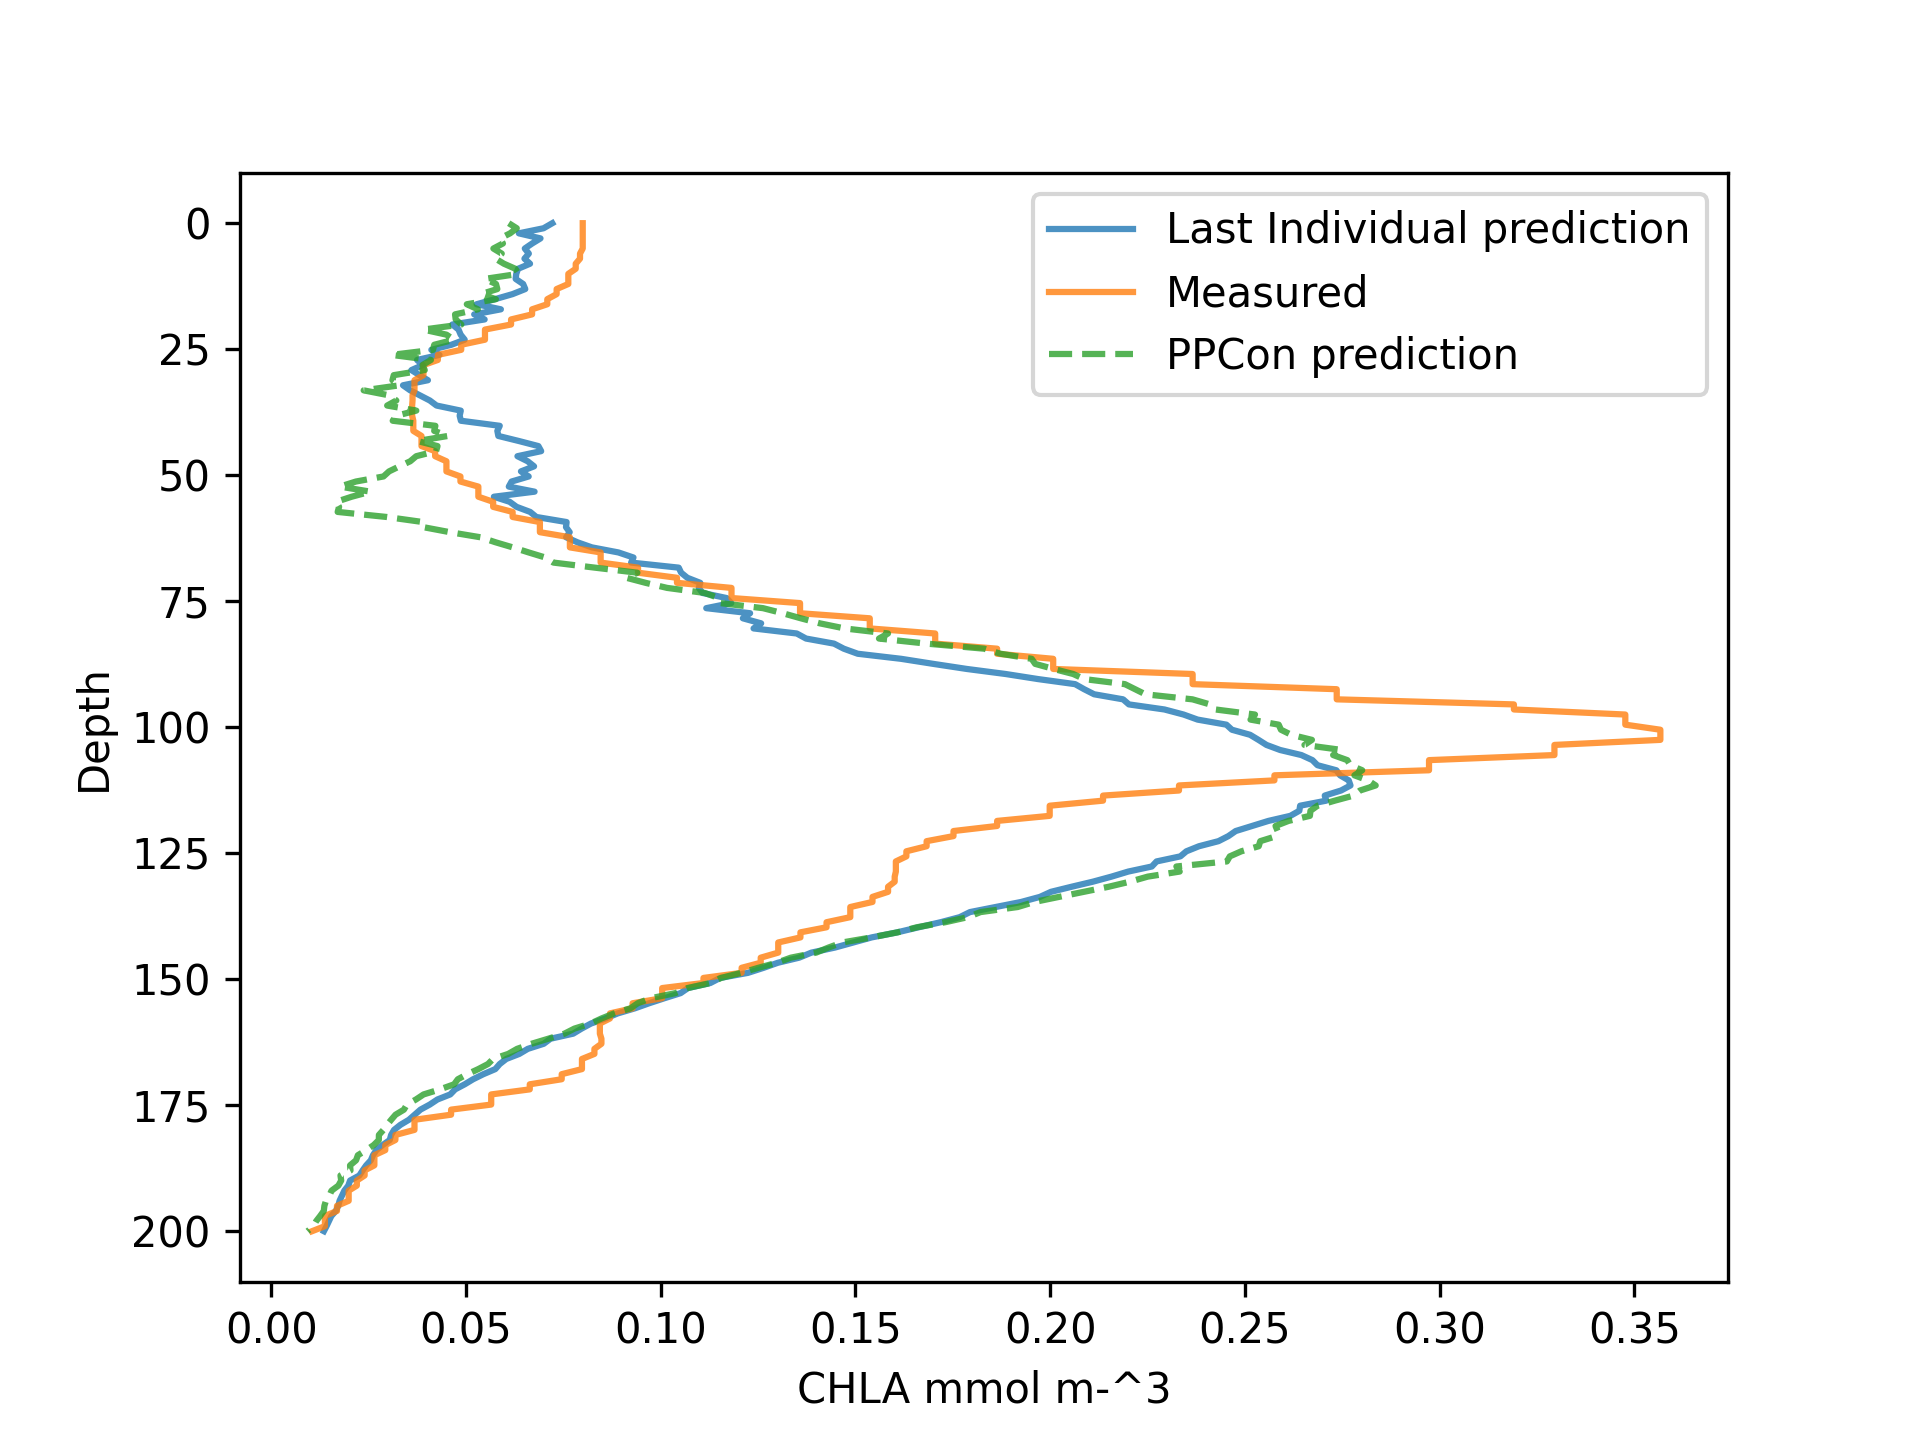 Last Individual prediction
Measured
PPCon prediction
0
25
50
75
100
125
150
175
200
Depth
0.00 0.05 0.10 0.15 0.20 0.25 0.30 0.35
CHLA mmol m-^3